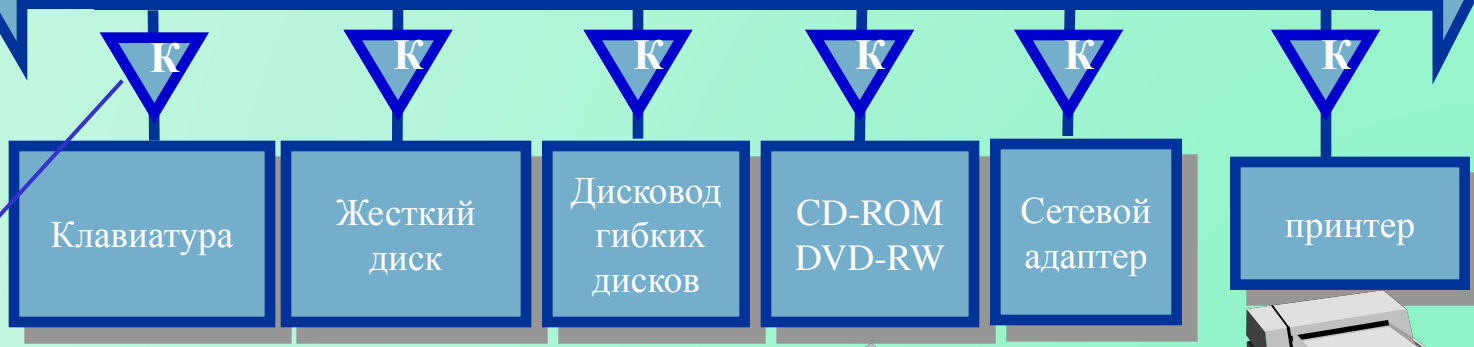 К К К К К К
Клавиатура
Жесткий
диск
Дисковод
гибких
дисков
CD-ROM
DVD-RW
Сетевой
адаптер
принтер